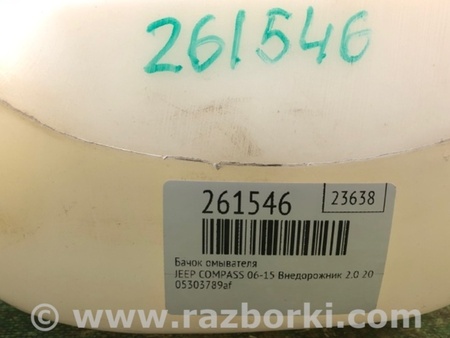 261546
261546
23638
Бачок омывателя
JEEP COMPASS 06-15 Внедорожник 2.0 20
05303789af
www.razborki.com